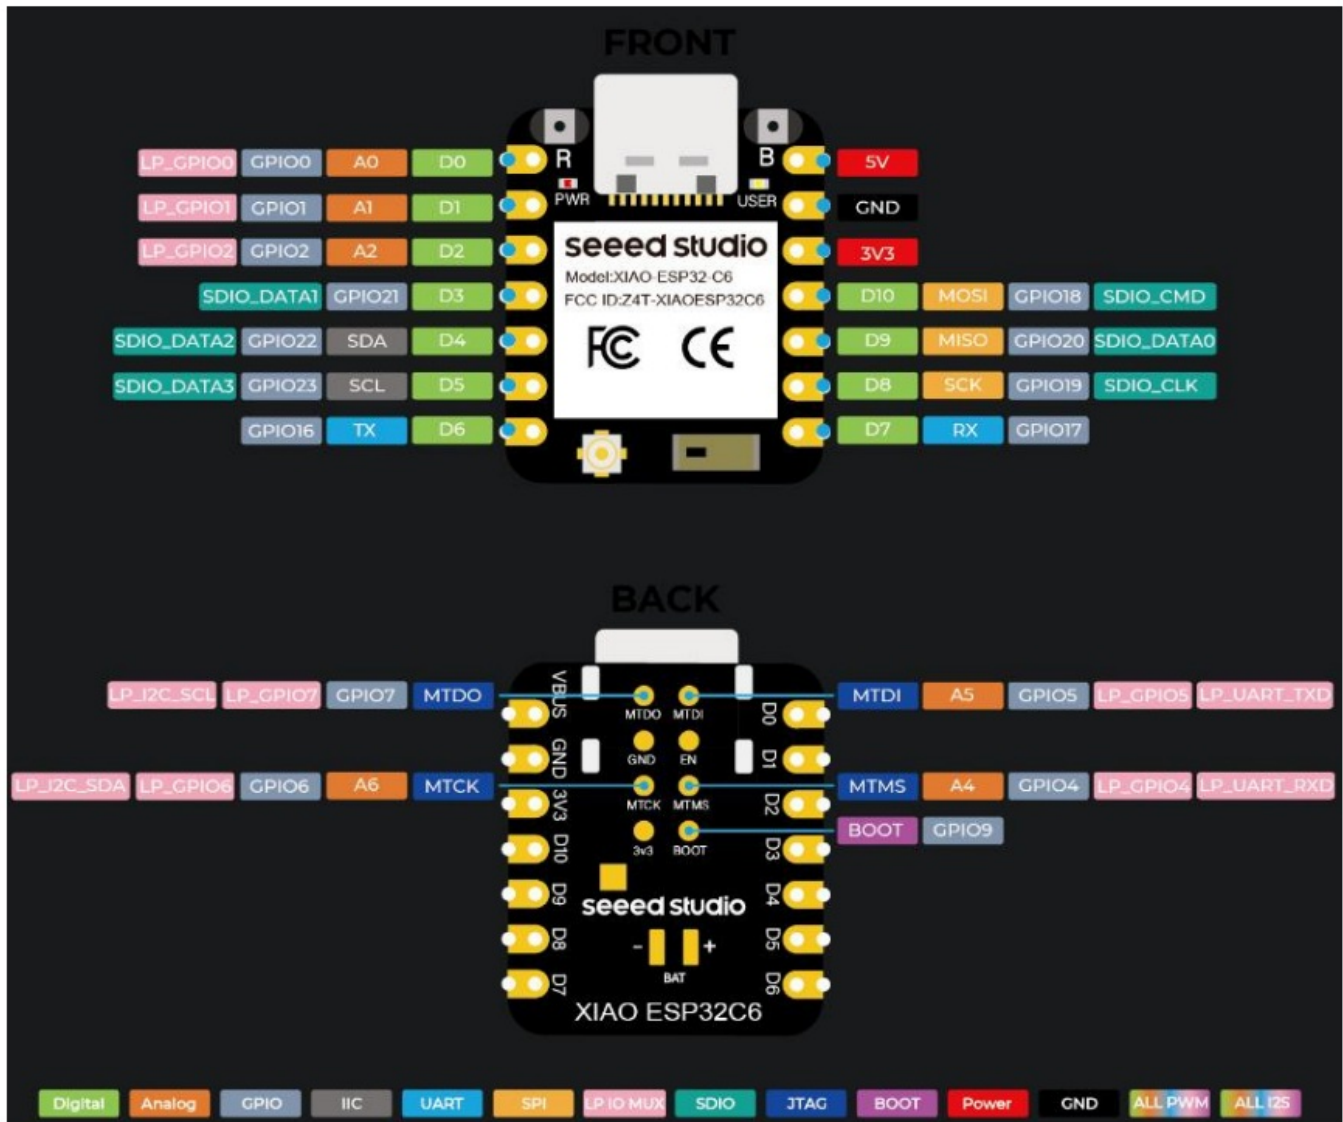 FRONT
LP_GPIO0 GPIO0 A0 D0 R B 5V
PWR USER
LP_GPIO1 GPIO1 A1 D1 GND
LP_GPIO2 GPIO2 A2 D2 seeed studio 3V3
Model:XIAO-ESP32-C6
SDIO_DATA1 GPIO21 D3 FCC ID:Z4T-XIAOESP32C6 D10 MOSI GPIO18 SDIO_CMD
SDIO_DATA2 GPIO22 SDA D4 FC CE D9 MISO GPIO20 SDIO_DATA0
SDIO_DATA3 GPIO23 SCL D5 D8 SCK GPIO19 SDIO_CLK
GPIO16 TX D6 D7 RX GPIO17
BACK
LP_I2C_SCL LP_GPIO7 GPIO7 MTDO VBUS MTDO MTDI D0 MTDI A5 GPIO5 LP_GPIO5 LP_UART_TXD
GND GND EN D1
LP_I2C_SDA LP_GPIO6 GPIO6 A6 MTCK 3V3 MTCK MTMS D2 MTMS A4 GPIO4 LP_GPIO4 LP_UART_RXD
D10 3v3 BOOT D3 BOOT GPIO9
D9 seeed studio D4
D8 - + D5
BAT
D7 D6
XIAO ESP32C6
Digital Analog GPIO IIC UART SPI LP IO MUX SDIO JTAG BOOT Power GND ALL PWM ALL I2S